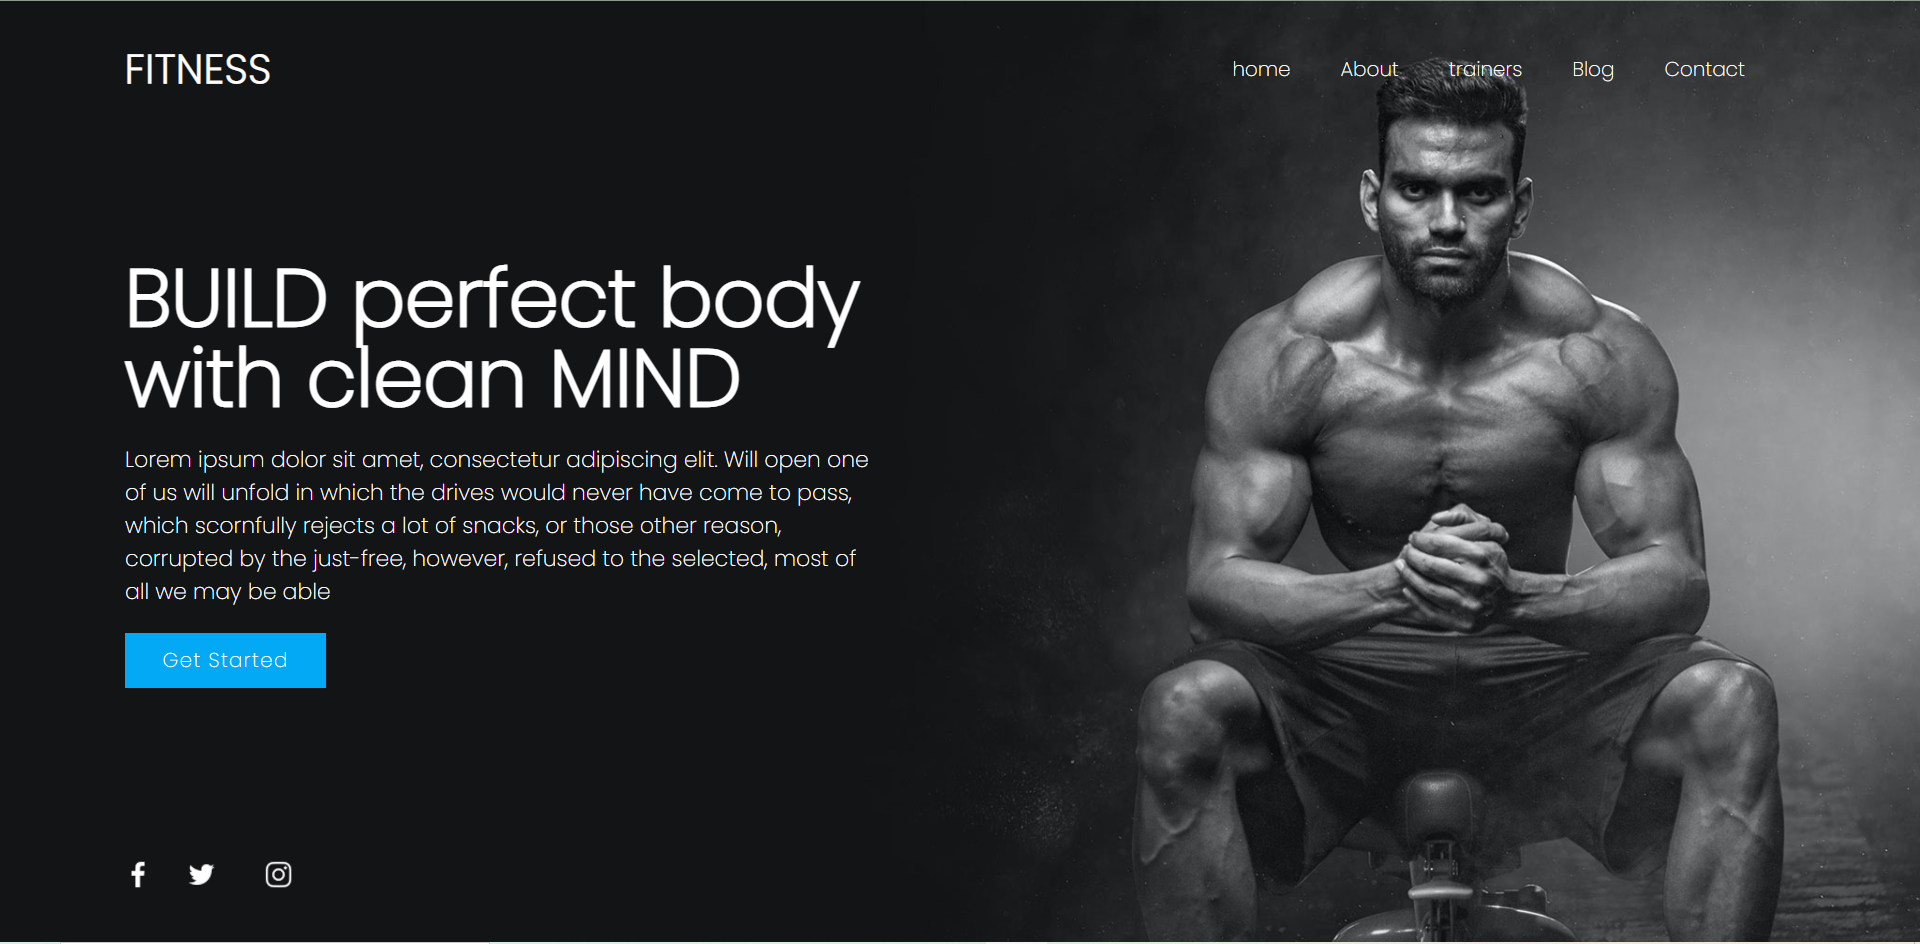 FITNESS
home About trainers Blog Contact
BUILD perfect body
with clean MIND
Lorem ipsum dolor sit amet, consectetur adipiscing elit. Will open one
of us will unfold in which the drives would never have come to pass,
which scornfully rejects a lot of snacks, or those other reason,
corrupted by the just-free, however, refused to the selected, most of
all we may be able
Get Started